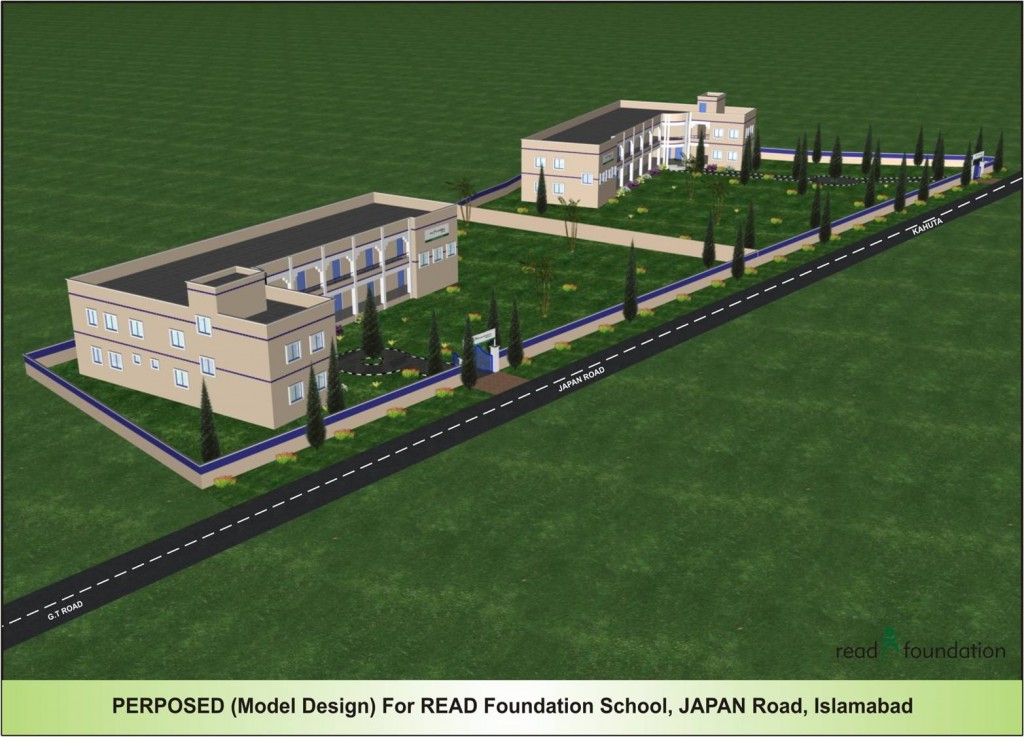 KAHUTA
JAPAN ROAD
G.T ROAD
read foundation
PERPOSED (Model Design) For READ Foundation School, JAPAN Road, Islamabad